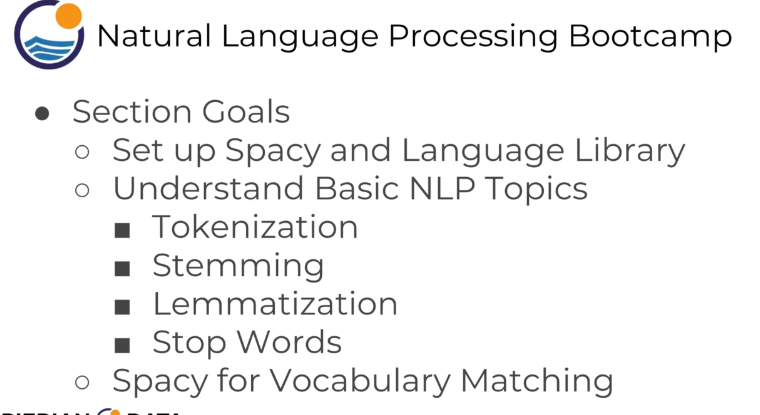 Natural Language Processing Bootcamp
● Section Goals
○ Set up Spacy and Language Library
○ Understand Basic NLP Topics
■ Tokenization
■ Stemming
■ Lemmatization
■ Stop Words
○ Spacy for Vocabulary Matching